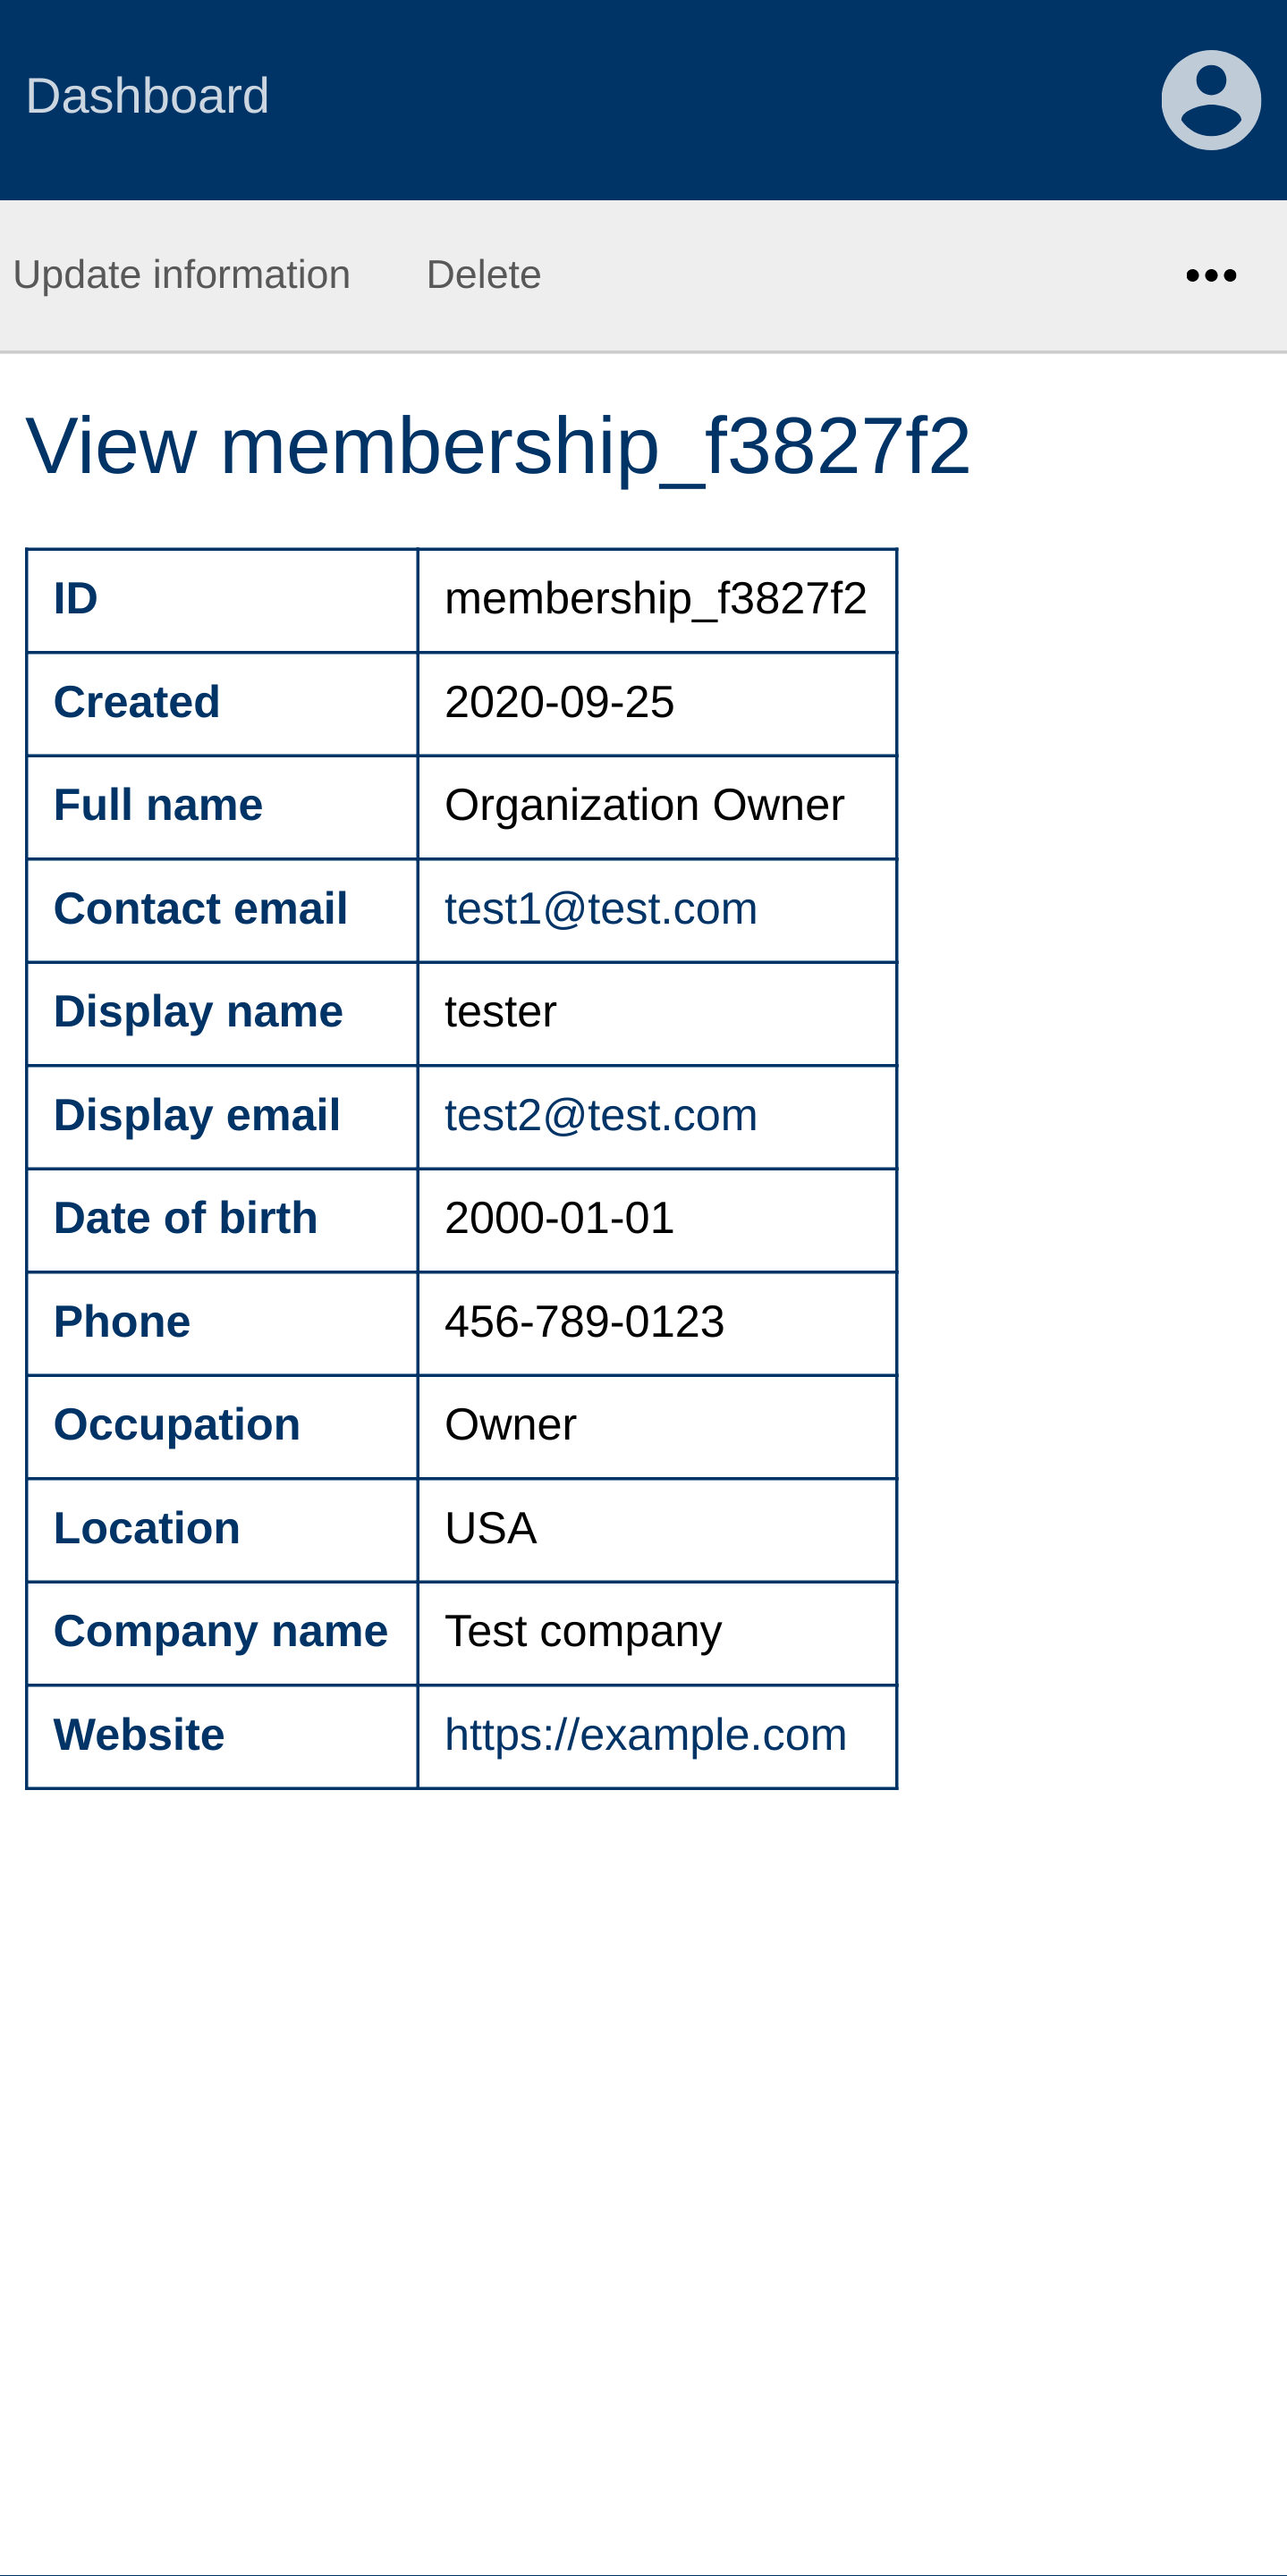 Dashboard
Update information Delete •••
View membership_f3827f2
ID membership_f3827f2
Created 2020-09-25
Full name Organization Owner
Contact email test1@test.com
Display name tester
Display email test2@test.com
Date of birth 2000-01-01
Phone 456-789-0123
Occupation Owner
Location USA
Company name Test company
Website https://example.com